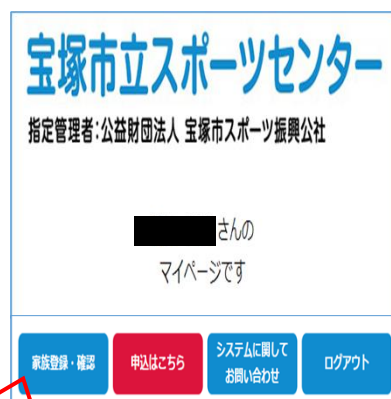 宝塚市立スポーツセンター
指定管理者:公益財団法人 宝塚市スポーツ振興公社
さんの
マイページです
家族登録・確認
申込はこちら
システムに関して
お問い合わせ
ログアウト